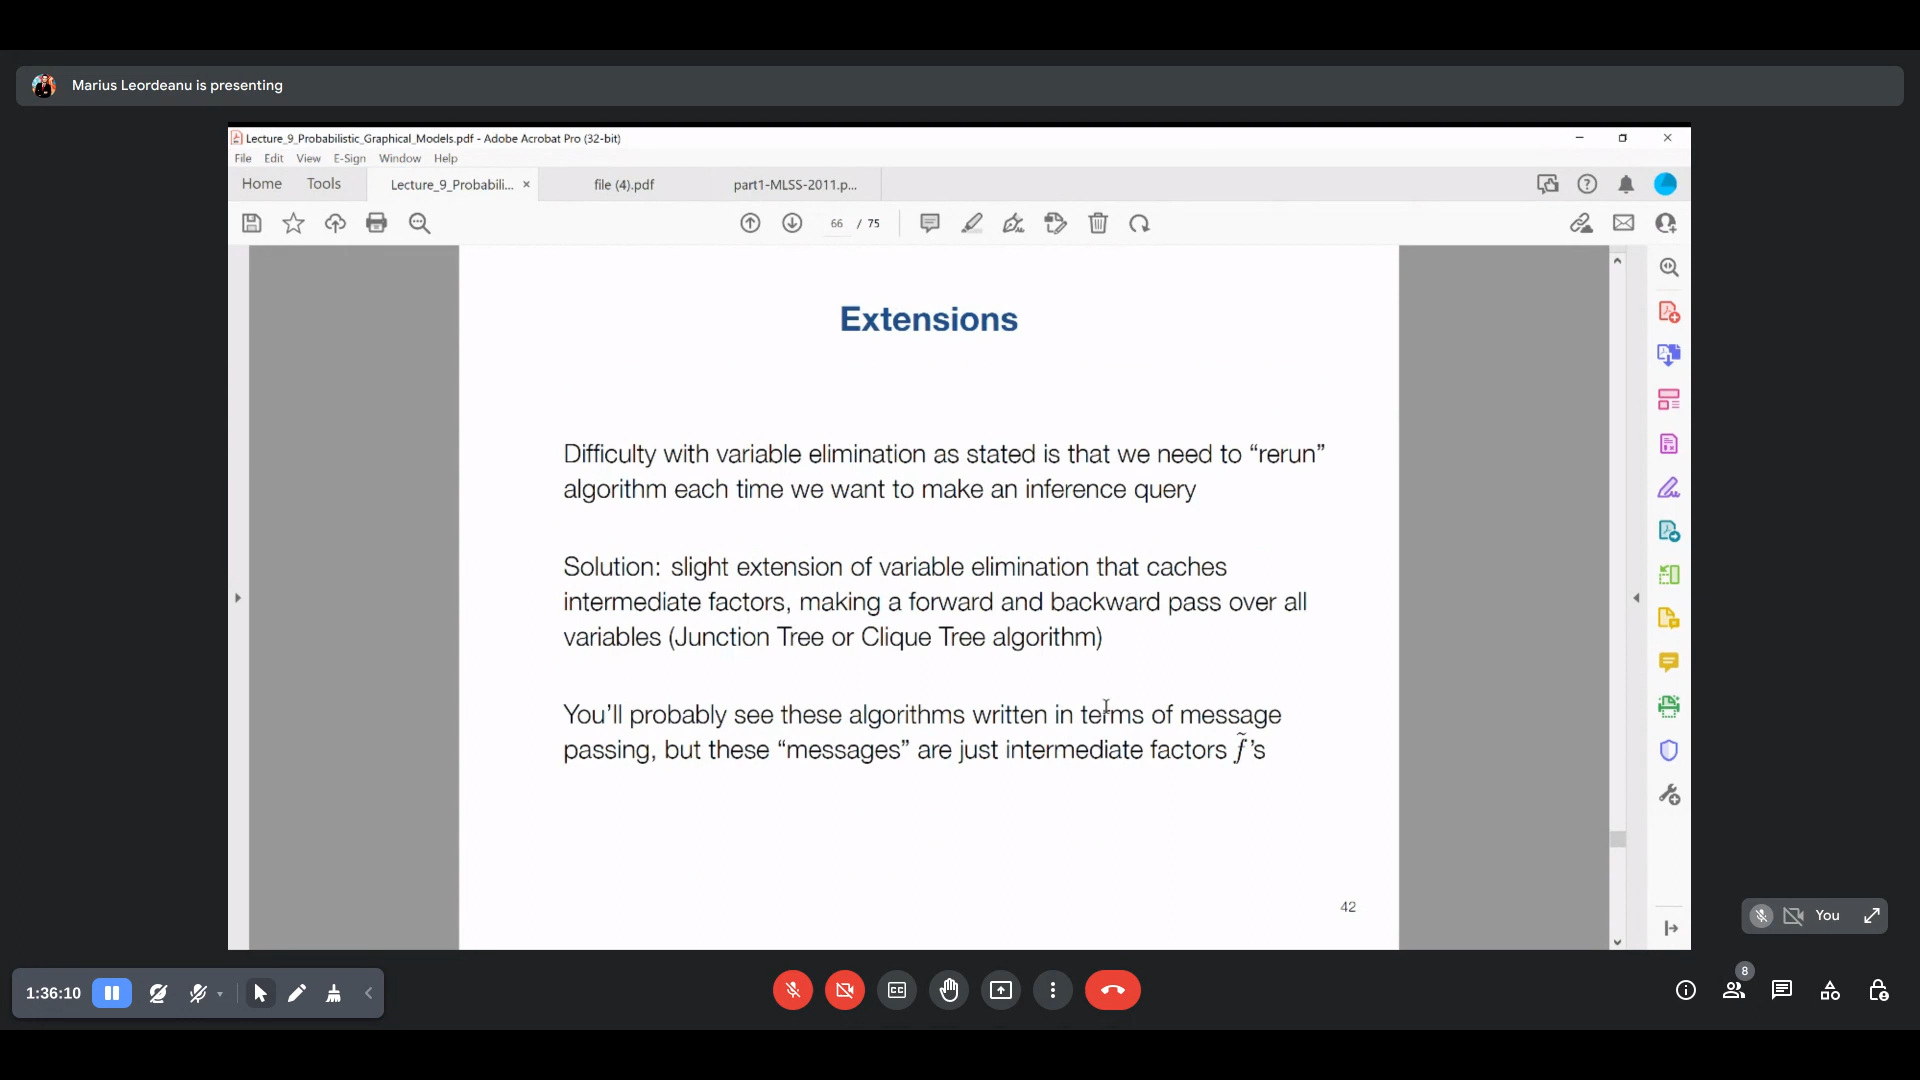 Marius Leordeanu is presenting
Lecture_9_Probabilistic_Graphical_Models.pdf - Adobe Acrobat Pro (32-bit)
File Edit View E-Sign Window Help
Home Tools Lecture_9_Probabili... × file (4).pdf part1-MLSS-2011.p...
66 / 75
Extensions
Difficulty with variable elimination as stated is that we need to “rerun”
algorithm each time we want to make an inference query
Solution: slight extension of variable elimination that caches
intermediate factors, making a forward and backward pass over all
variables (Junction Tree or Clique Tree algorithm)
You’ll probably see these algorithms written in terms of message
passing, but these “messages” are just intermediate factors f̃’s
42
You
1:36:10
8